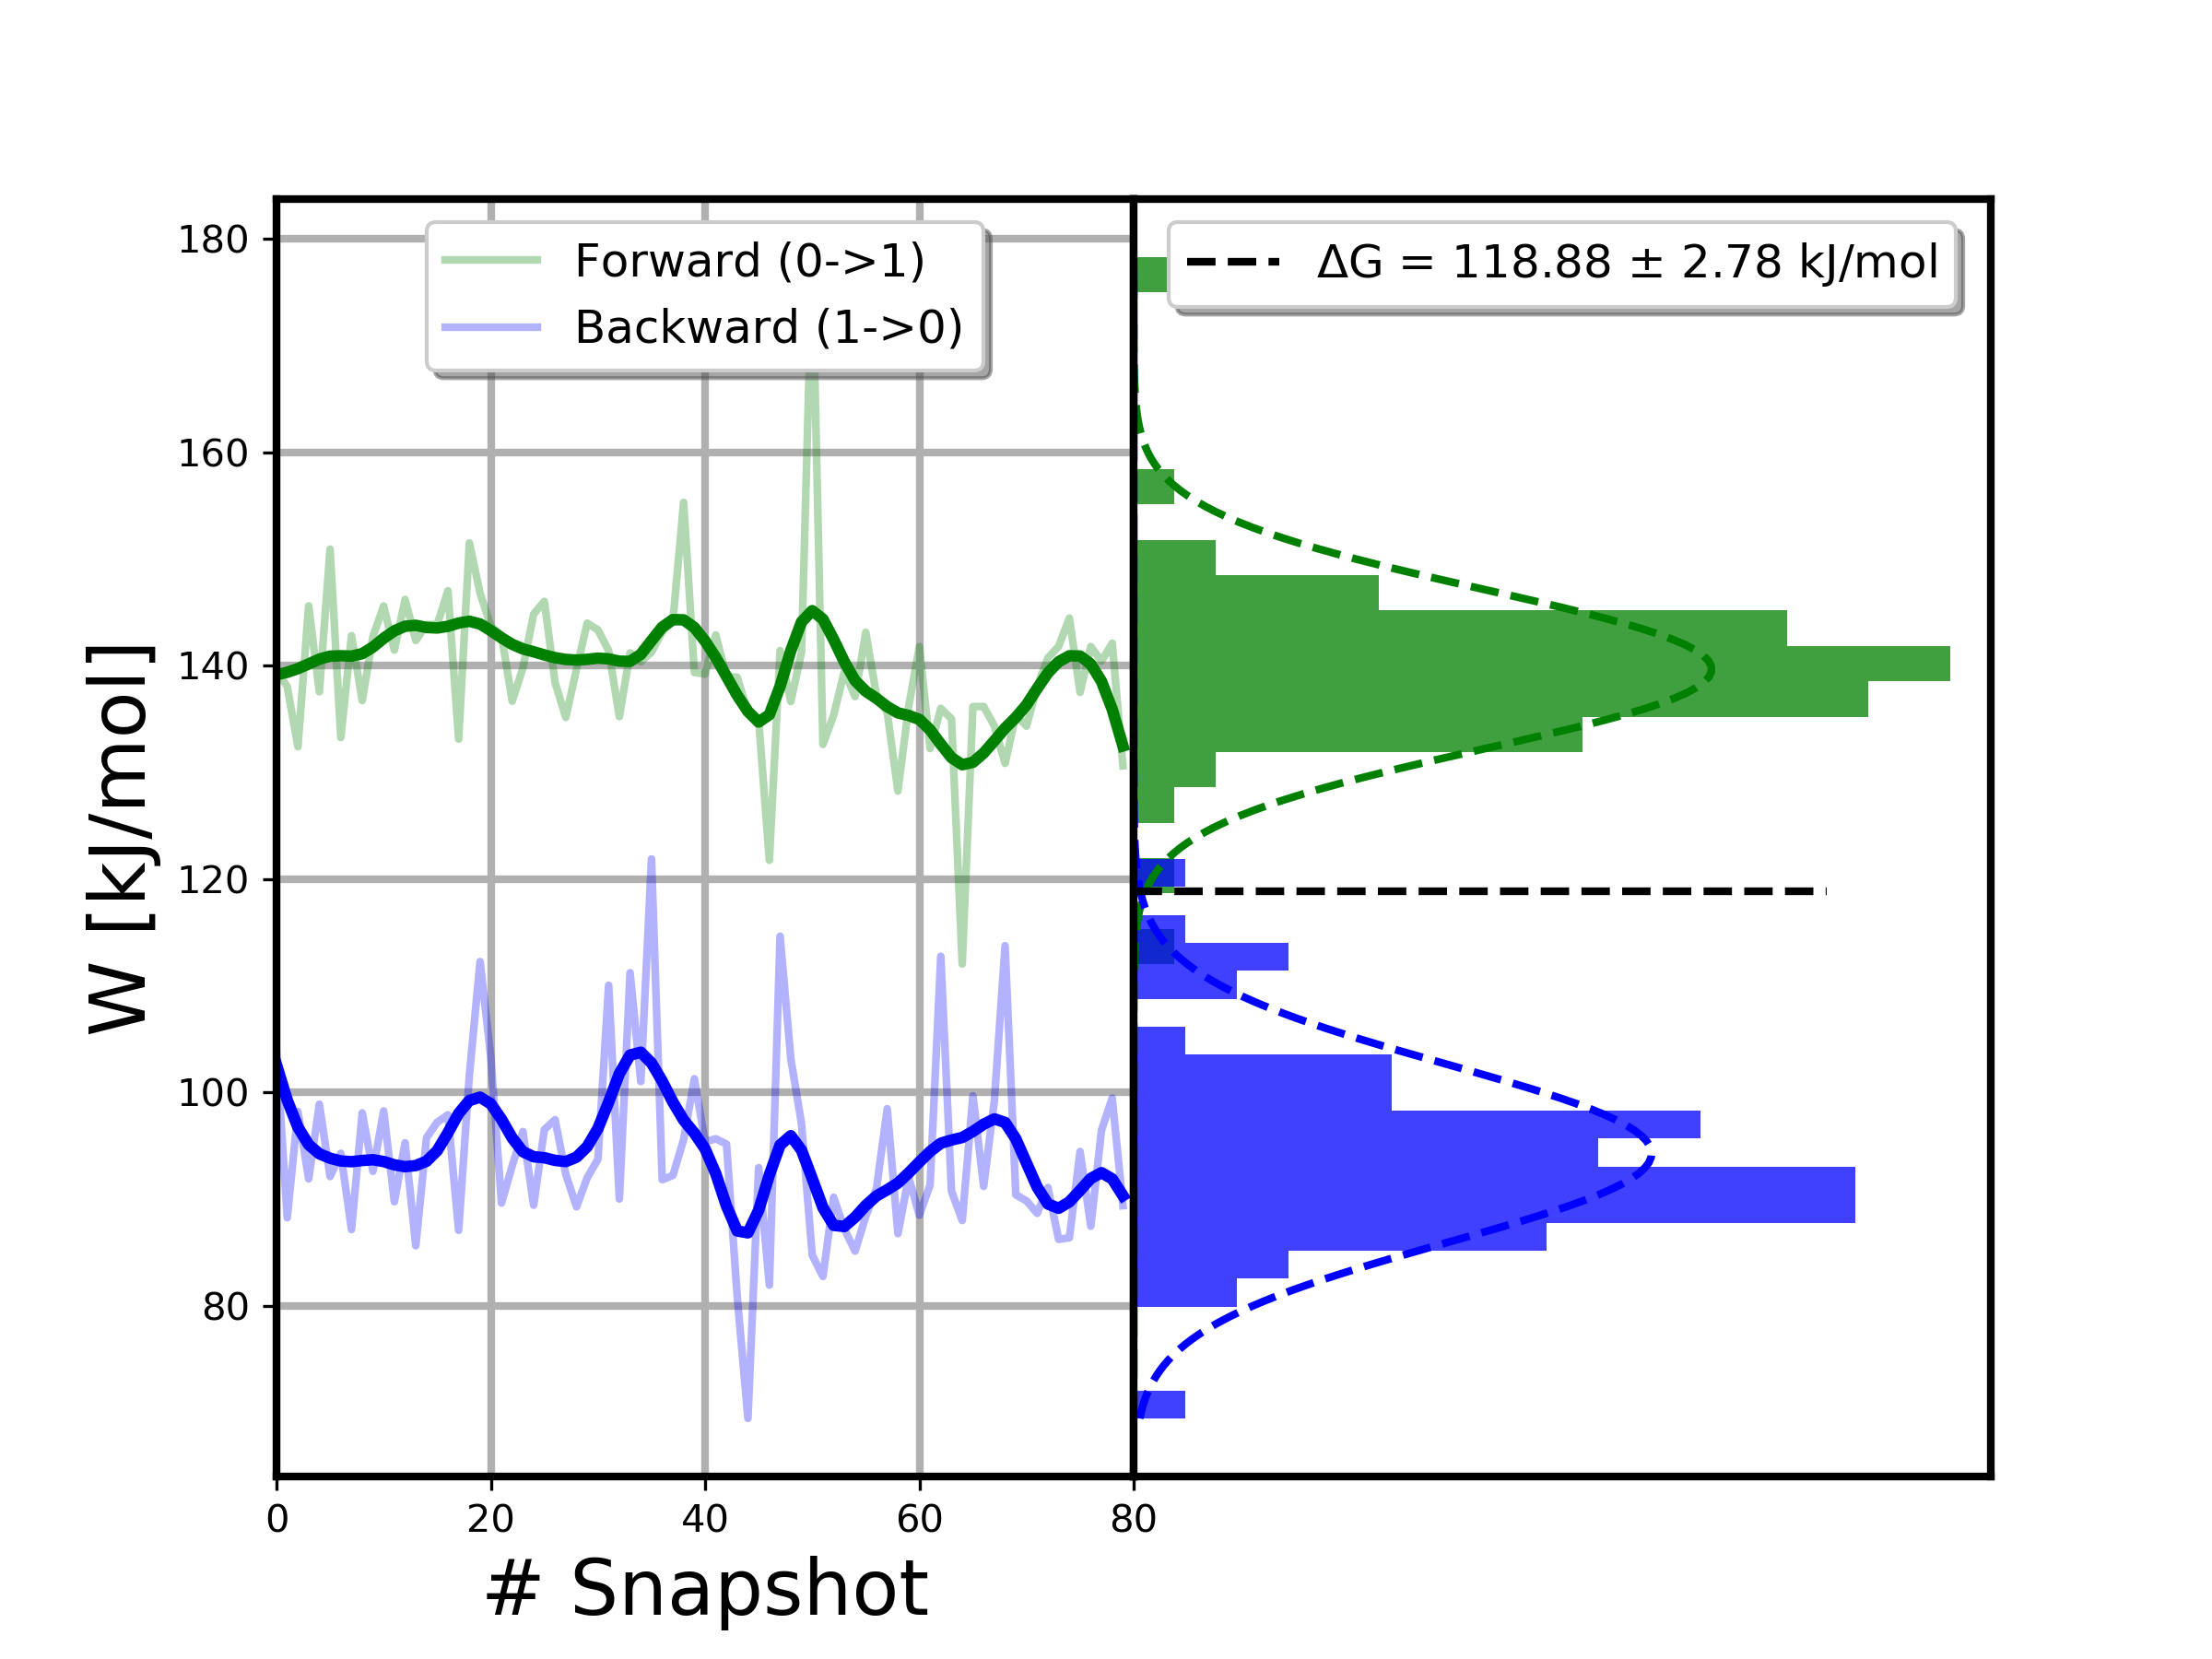 Forward (0->1)
Backward (1->0)
ΔG = 118.88 ± 2.78 kJ/mol
W [kJ/mol]
180
160
140
120
100
80
0 20 40 60 80
# Snapshot